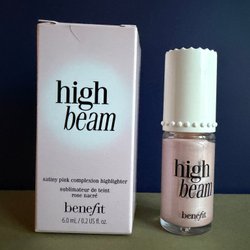 high
beam
satiny pink complexion highlighter
sublimateur de teint
rose nacré
benefit
6.0 mL / 0.2 US fl. oz.
high
beam
benefit